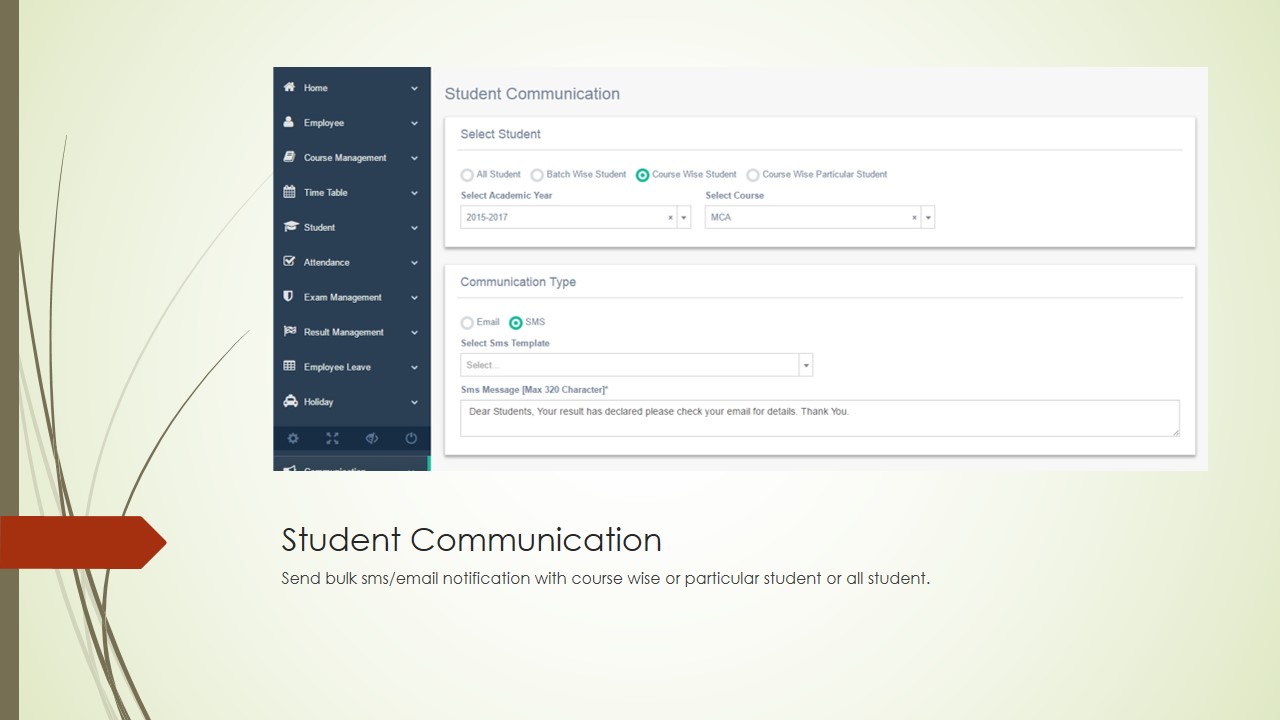 Home
Employee
Course Management
Time Table
Student
Attendance
Exam Management
Result Management
Employee Leave
Holiday
Communication
Student Communication
Select Student
All Student Batch Wise Student Course Wise Student Course Wise Particular Student
Select Academic Year Select Course
2015-2017 × MCA ×
Communication Type
Email SMS
Select Sms Template
Select...
Sms Message [Max 320 Character]*
Dear Students, Your result has declared please check your email for details. Thank You.
Student Communication
Send bulk sms/email notification with course wise or particular student or all student.